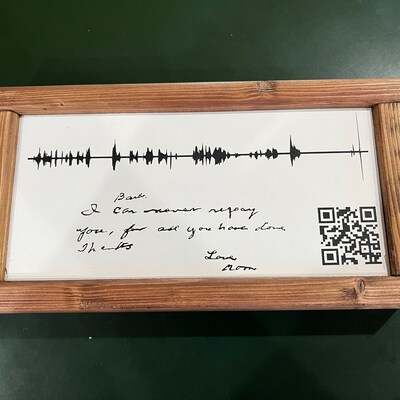 Barb.
I can never repay
you, for all you have done
Thanks
Love
Mom